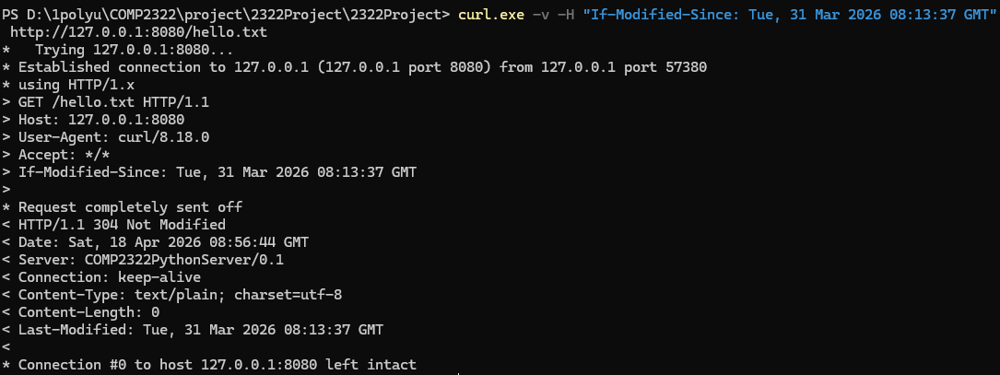 PS D:\1polyu\COMP2322\project\2322Project\2322Project> curl.exe -v -H "If-Modified-Since: Tue, 31 Mar 2026 08:13:37 GMT"
 http://127.0.0.1:8080/hello.txt
*   Trying 127.0.0.1:8080...
* Established connection to 127.0.0.1 (127.0.0.1 port 8080) from 127.0.0.1 port 57380
* using HTTP/1.x
> GET /hello.txt HTTP/1.1
> Host: 127.0.0.1:8080
> User-Agent: curl/8.18.0
> Accept: */*
> If-Modified-Since: Tue, 31 Mar 2026 08:13:37 GMT
>
* Request completely sent off
< HTTP/1.1 304 Not Modified
< Date: Sat, 18 Apr 2026 08:56:44 GMT
< Server: COMP2322PythonServer/0.1
< Connection: keep-alive
< Content-Type: text/plain; charset=utf-8
< Content-Length: 0
< Last-Modified: Tue, 31 Mar 2026 08:13:37 GMT
<
* Connection #0 to host 127.0.0.1:8080 left intact